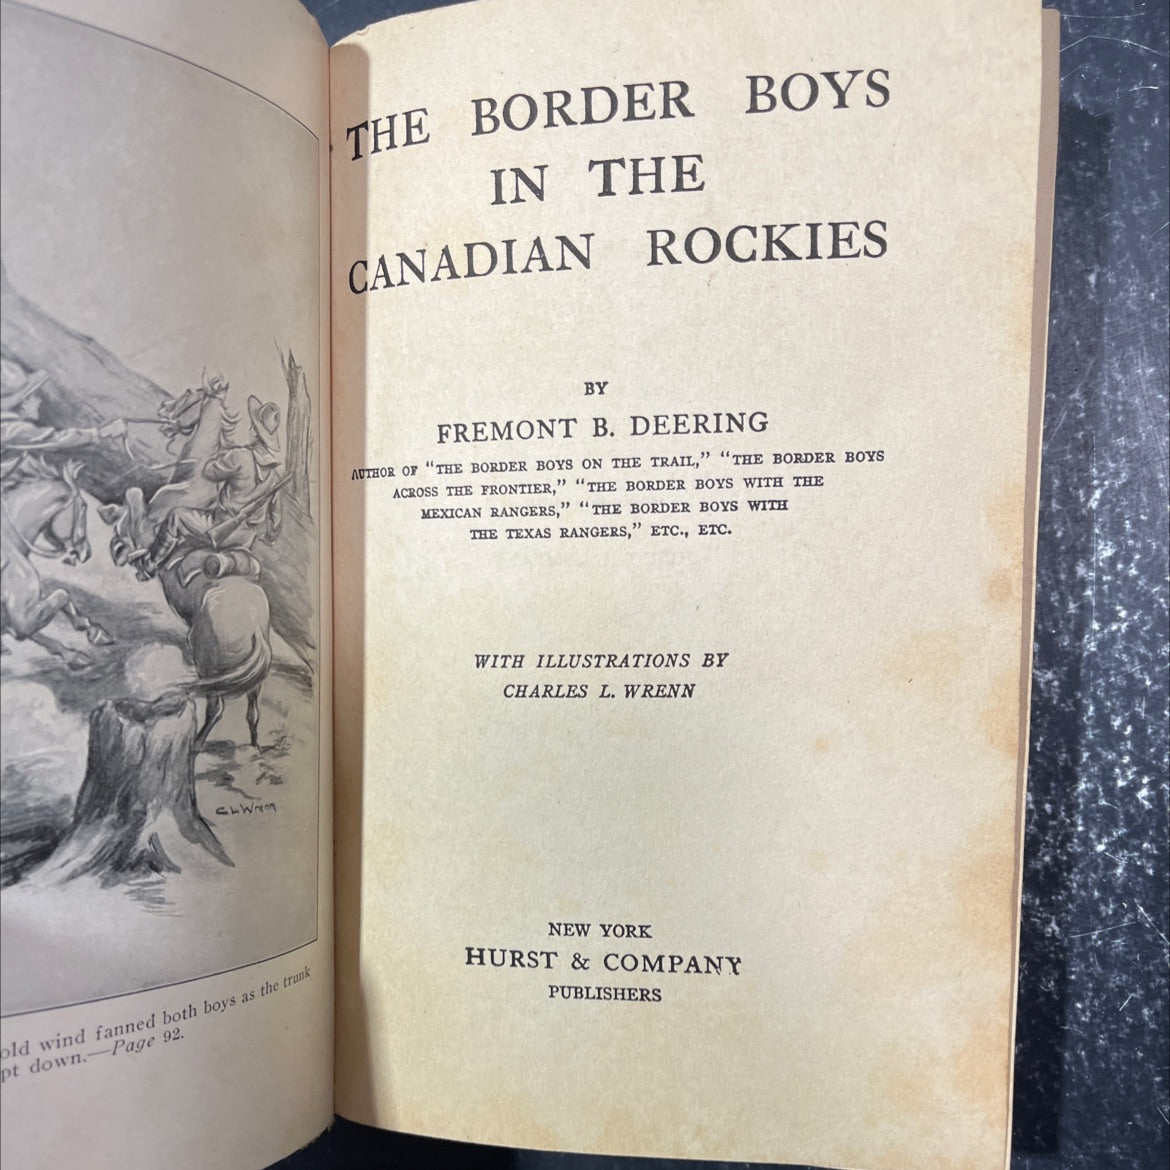 C L Wrenn
old wind fanned both boys as the trunk
pt down.—Page 92.
THE BORDER BOYS
IN THE
CANADIAN ROCKIES
BY
FREMONT B. DEERING
AUTHOR OF "THE BORDER BOYS ON THE TRAIL," "THE BORDER BOYS
ACROSS THE FRONTIER," "THE BORDER BOYS WITH THE
MEXICAN RANGERS," "THE BORDER BOYS WITH
THE TEXAS RANGERS," ETC., ETC.
WITH ILLUSTRATIONS BY
CHARLES L. WRENN
NEW YORK
HURST & COMPANY
PUBLISHERS